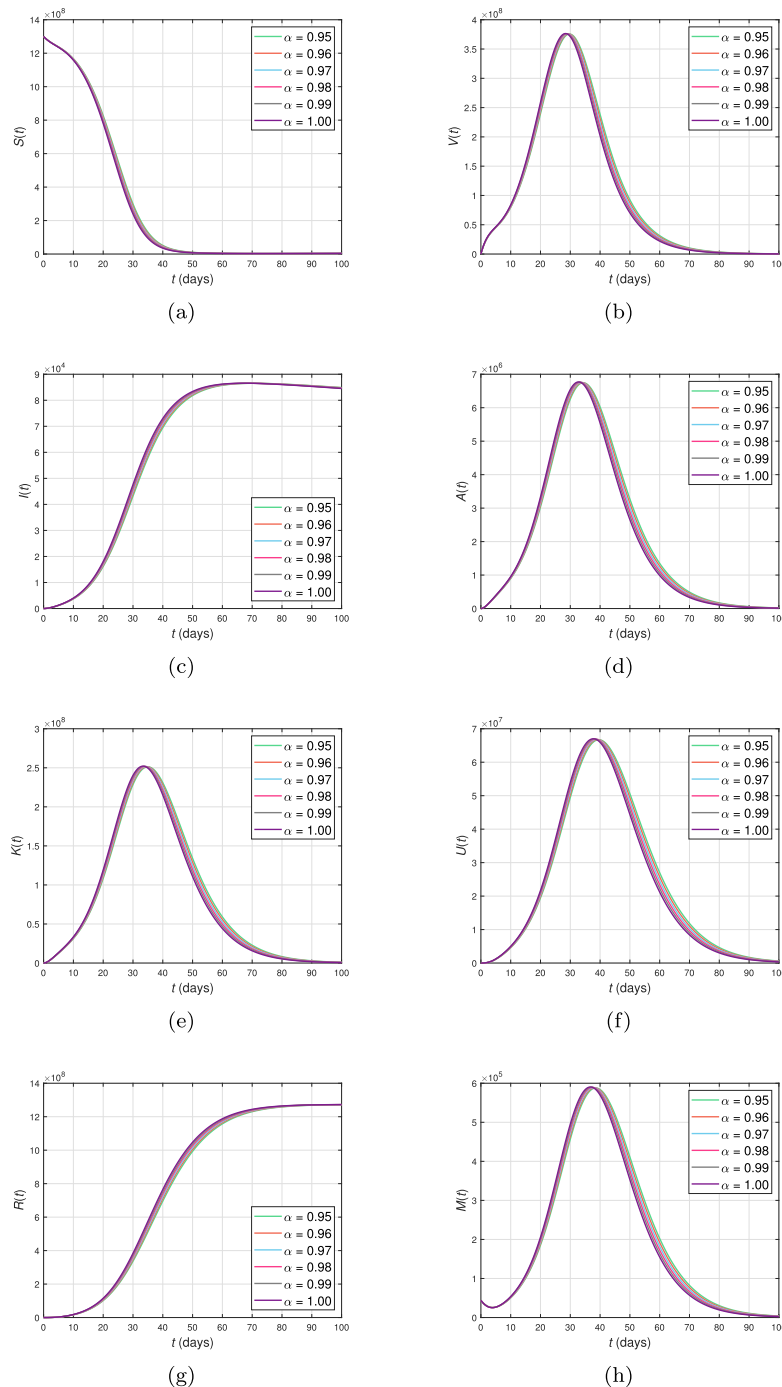 ×10⁸
14
12
10
8
6
4
2
0
S(t)
α = 0.95
α = 0.96
α = 0.97
α = 0.98
α = 0.99
α = 1.00
0 10 20 30 40 50 60 70 80 90 100
t (days)
(a)
×10⁸
4
3.5
3
2.5
2
1.5
1
0.5
0
V(t)
α = 0.95
α = 0.96
α = 0.97
α = 0.98
α = 0.99
α = 1.00
0 10 20 30 40 50 60 70 80 90 10
t (days)
(b)
×10⁴
9
8
7
6
5
4
3
2
1
0
I(t)
α = 0.95
α = 0.96
α = 0.97
α = 0.98
α = 0.99
α = 1.00
0 10 20 30 40 50 60 70 80 90 100
t (days)
(c)
×10⁶
7
6
5
4
3
2
1
0
A(t)
α = 0.95
α = 0.96
α = 0.97
α = 0.98
α = 0.99
α = 1.00
0 10 20 30 40 50 60 70 80 90 10
t (days)
(d)
×10⁸
3
2.5
2
1.5
1
0.5
0
K(t)
α = 0.95
α = 0.96
α = 0.97
α = 0.98
α = 0.99
α = 1.00
0 10 20 30 40 50 60 70 80 90 100
t (days)
(e)
×10⁷
7
6
5
4
3
2
1
0
U(t)
α = 0.95
α = 0.96
α = 0.97
α = 0.98
α = 0.99
α = 1.00
0 10 20 30 40 50 60 70 80 90 10
t (days)
(f)
×10⁸
14
12
10
8
6
4
2
0
R(t)
α = 0.95
α = 0.96
α = 0.97
α = 0.98
α = 0.99
α = 1.00
0 10 20 30 40 50 60 70 80 90 100
t (days)
(g)
×10⁵
6
5
4
3
2
1
0
M(t)
α = 0.95
α = 0.96
α = 0.97
α = 0.98
α = 0.99
α = 1.00
0 10 20 30 40 50 60 70 80 90 10
t (days)
(h)